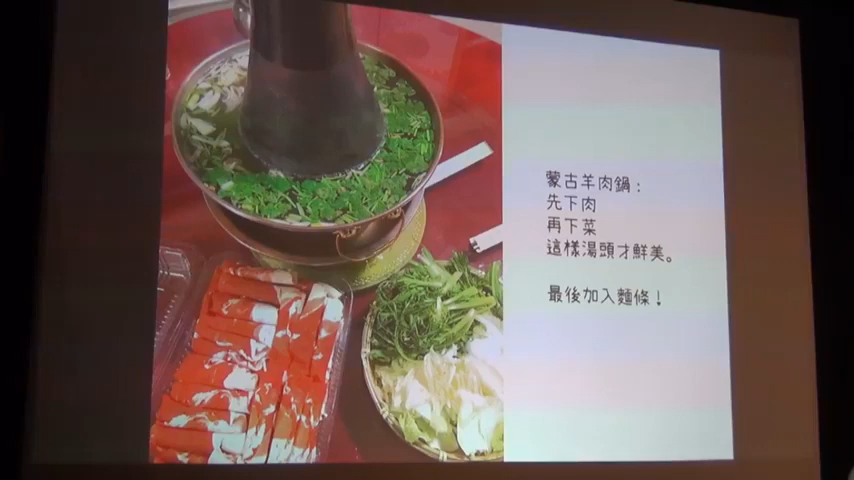 蒙古羊肉鍋：
先下肉
再下菜
這樣湯頭才鮮美。
最後加入麵條！